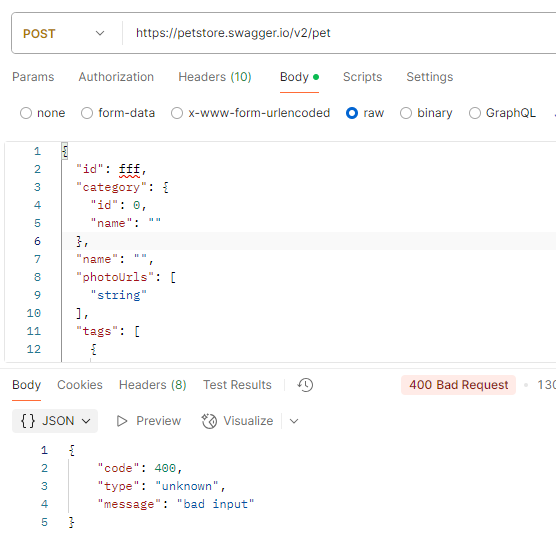 POST https://petstore.swagger.io/v2/pet
Params Authorization Headers (10) Body Scripts Settings
none form-data x-www-form-urlencoded raw binary GraphQL
1 {
2 "id": fff,
3 "category": {
4 "id": 0,
5 "name": ""
6 },
7 "name": "",
8 "photoUrls": [
9 "string"
10 ],
11 "tags": [
12 {
Body Cookies Headers (8) Test Results 400 Bad Request • 130
{} JSON Preview Visualize
1 {
2 "code": 400,
3 "type": "unknown",
4 "message": "bad input"
5 }